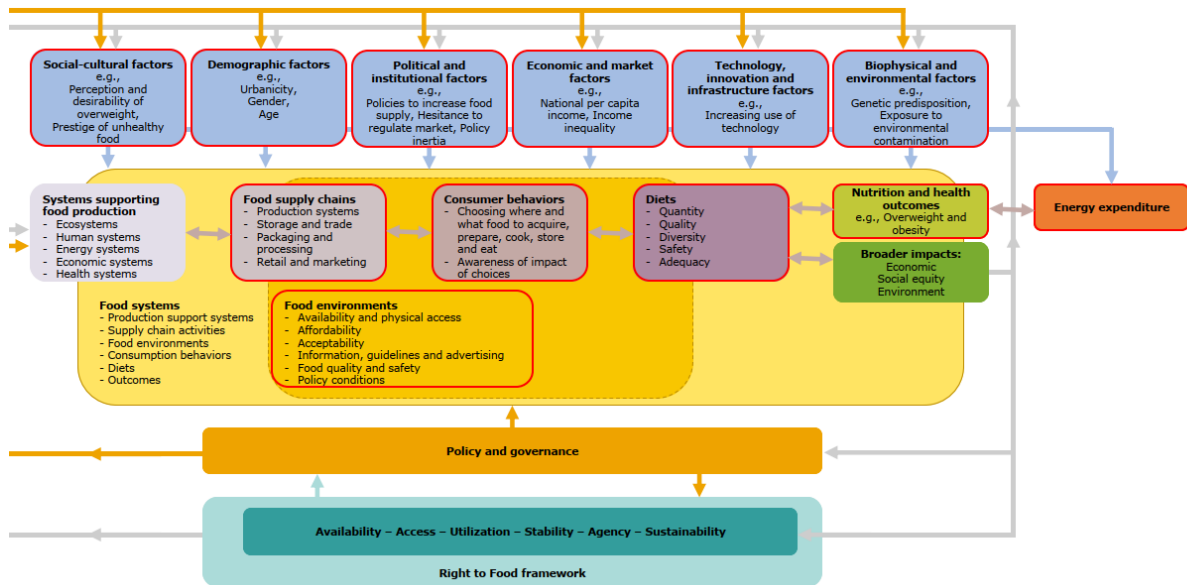 Social-cultural factors
e.g.,
Perception and
desirability of
overweight,
Prestige of unhealthy
food
Demographic factors
e.g.,
Urbanicity,
Gender,
Age
Political and
institutional factors
e.g.,
Policies to increase food
supply, Hesitance to
regulate market, Policy
inertia
Economic and market
factors
e.g.,
National per capita
income, Income
inequality
Technology,
innovation and
infrastructure factors
e.g.,
Increasing use of
technology
Biophysical and
environmental factors
e.g.,
Genetic predisposition,
Exposure to
environmental
contamination
Systems supporting
food production
- Ecosystems
- Human systems
- Energy systems
- Economic systems
- Health systems
Food supply chains
- Production systems
- Storage and trade
- Packaging and
processing
- Retail and marketing
Consumer behaviors
- Choosing where and
what food to acquire,
prepare, cook, store
and eat
- Awareness of impact
of choices
Diets
- Quantity
- Quality
- Diversity
- Safety
- Adequacy
Nutrition and health
outcomes
e.g., Overweight and
obesity
Energy expenditure
Broader impacts:
Economic
Social equity
Environment
Food systems
- Production support systems
- Supply chain activities
- Food environments
- Consumption behaviors
- Diets
- Outcomes
Food environments
- Availability and physical access
- Affordability
- Acceptability
- Information, guidelines and advertising
- Food quality and safety
- Policy conditions
Policy and governance
Availability – Access – Utilization – Stability – Agency – Sustainability
Right to Food framework